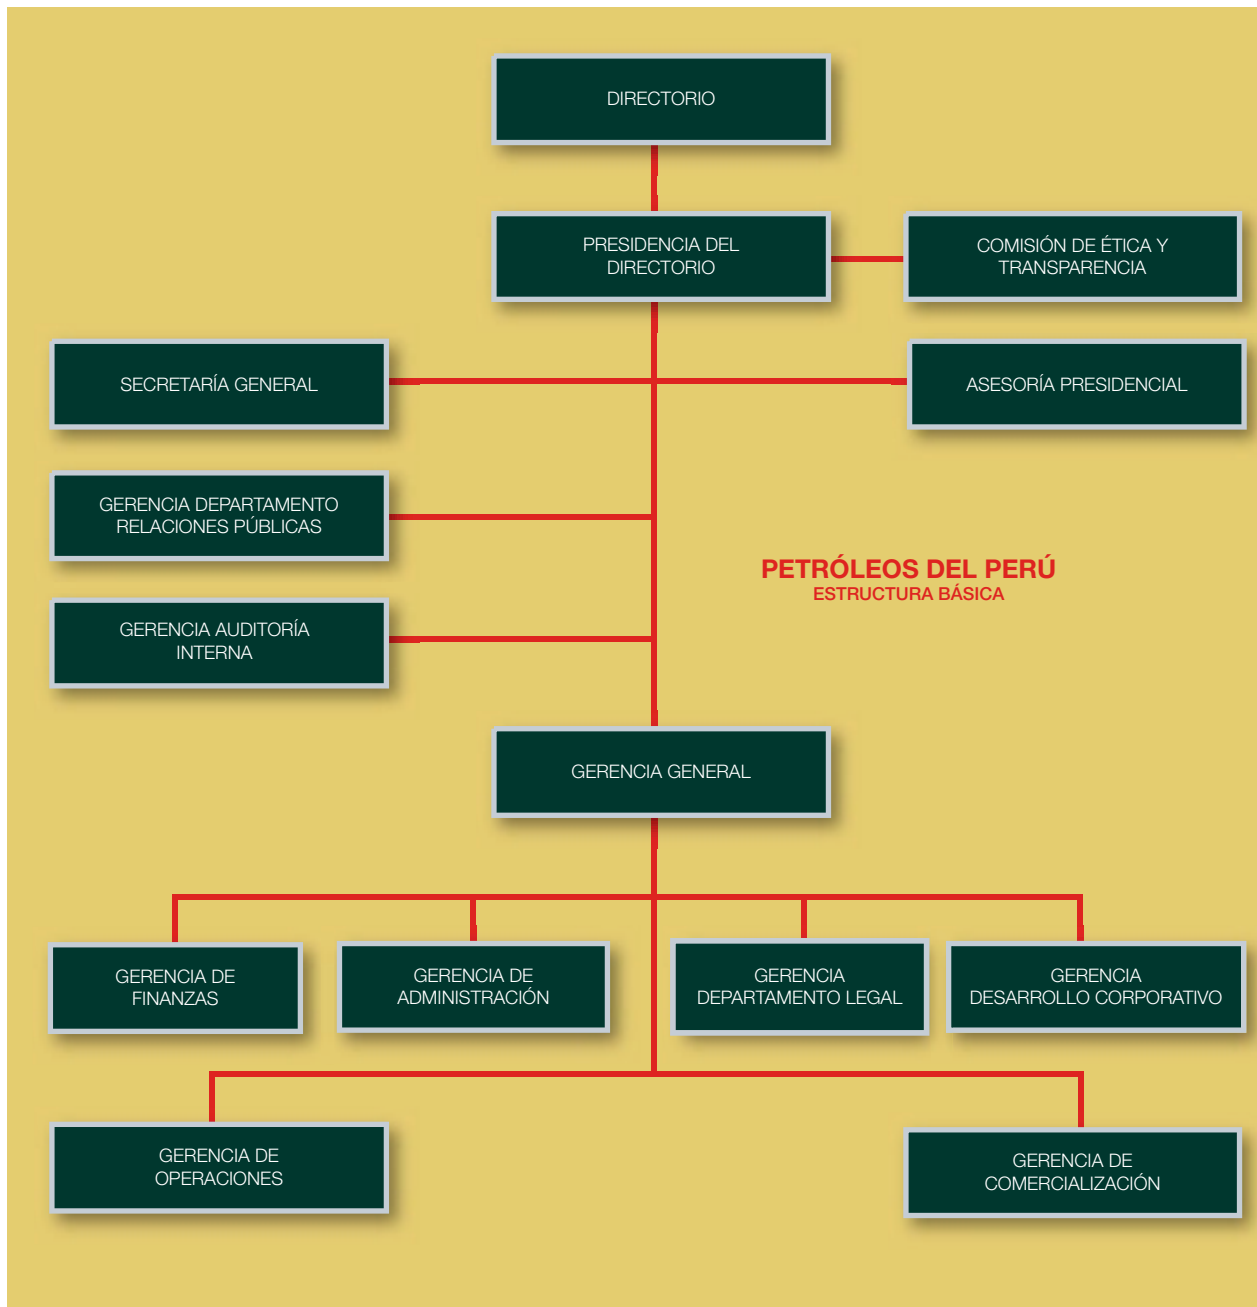 DIRECTORIO
PRESIDENCIA DEL
DIRECTORIO
COMISIÓN DE ÉTICA Y
TRANSPARENCIA
SECRETARÍA GENERAL
ASESORÍA PRESIDENCIAL
GERENCIA DEPARTAMENTO
RELACIONES PÚBLICAS
PETRÓLEOS DEL PERÚ
ESTRUCTURA BÁSICA
GERENCIA AUDITORÍA
INTERNA
GERENCIA GENERAL
GERENCIA DE
FINANZAS
GERENCIA DE
ADMINISTRACIÓN
GERENCIA
DEPARTAMENTO LEGAL
GERENCIA
DESARROLLO CORPORATIVO
GERENCIA DE
OPERACIONES
GERENCIA DE
COMERCIALIZACIÓN